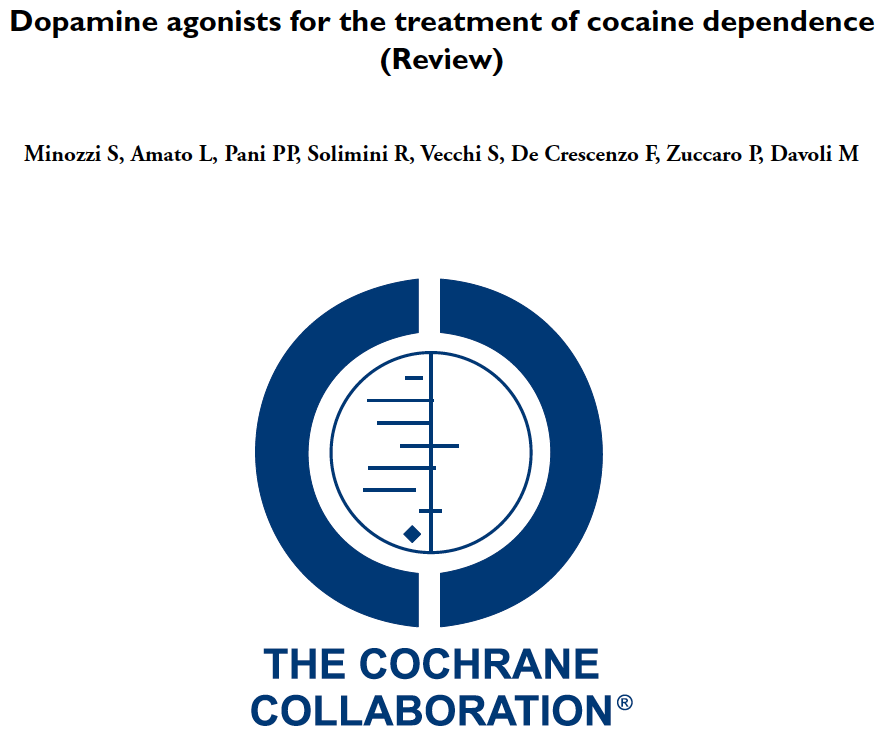 Dopamine agonists for the treatment of cocaine dependence
(Review)
Minozzi S, Amato L, Pani PP, Solimini R, Vecchi S, De Crescenzo F, Zuccaro P, Davoli M
THE COCHRANE
COLLABORATION®